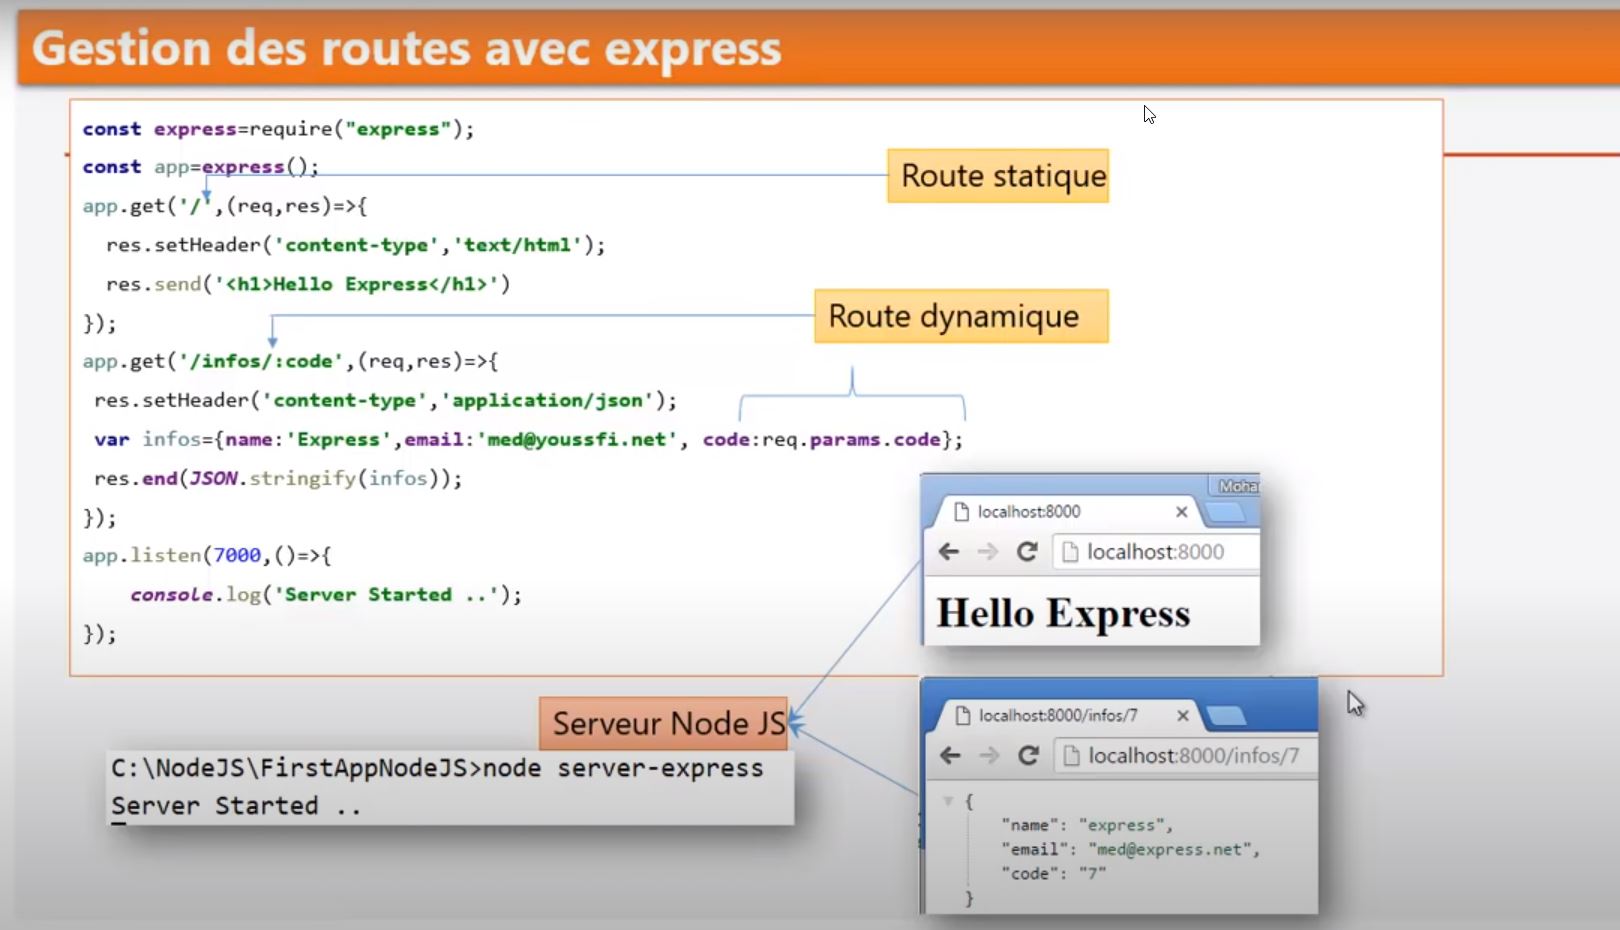 Gestion des routes avec express
const express=require("express");
const app=express();
Route statique
app.get('/',(req,res)=>{
res.setHeader('content-type','text/html');
res.send('<h1>Hello Express</h1>')
});
Route dynamique
app.get('/infos/:code',(req,res)=>{
res.setHeader('content-type','application/json');
var infos={name:'Express',email:'med@youssfi.net', code:req.params.code};
res.end(JSON.stringify(infos));
});
app.listen(7000,()=>{
console.log('Server Started ..');
});
Moha
localhost:8000
localhost:8000
Hello Express
Serveur Node JS
C:\NodeJS\FirstAppNodeJS>node server-express
Server Started ..
localhost:8000/infos/7
localhost:8000/infos/7
{
"name": "express",
"email": "med@express.net",
"code": "7"
}